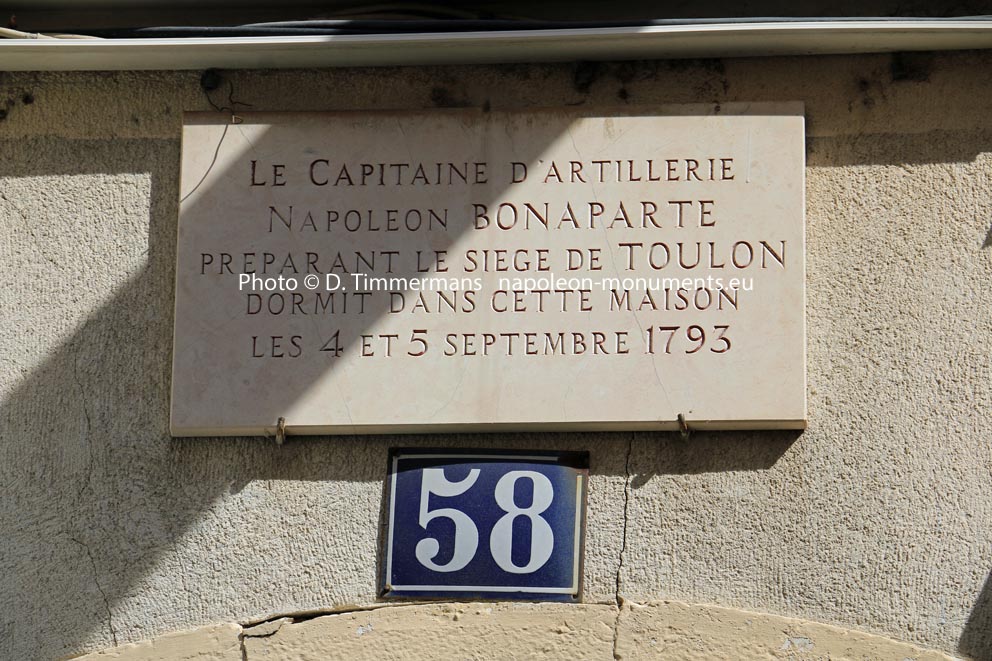 Le Capitaine d'artillerie
Napoleon BONAPARTE
préparant le siege de TOULON
Photo © D. Timmermans napoleon-monuments.eu
dormit dans cette maison
les 4 et 5 septembre 1793
58